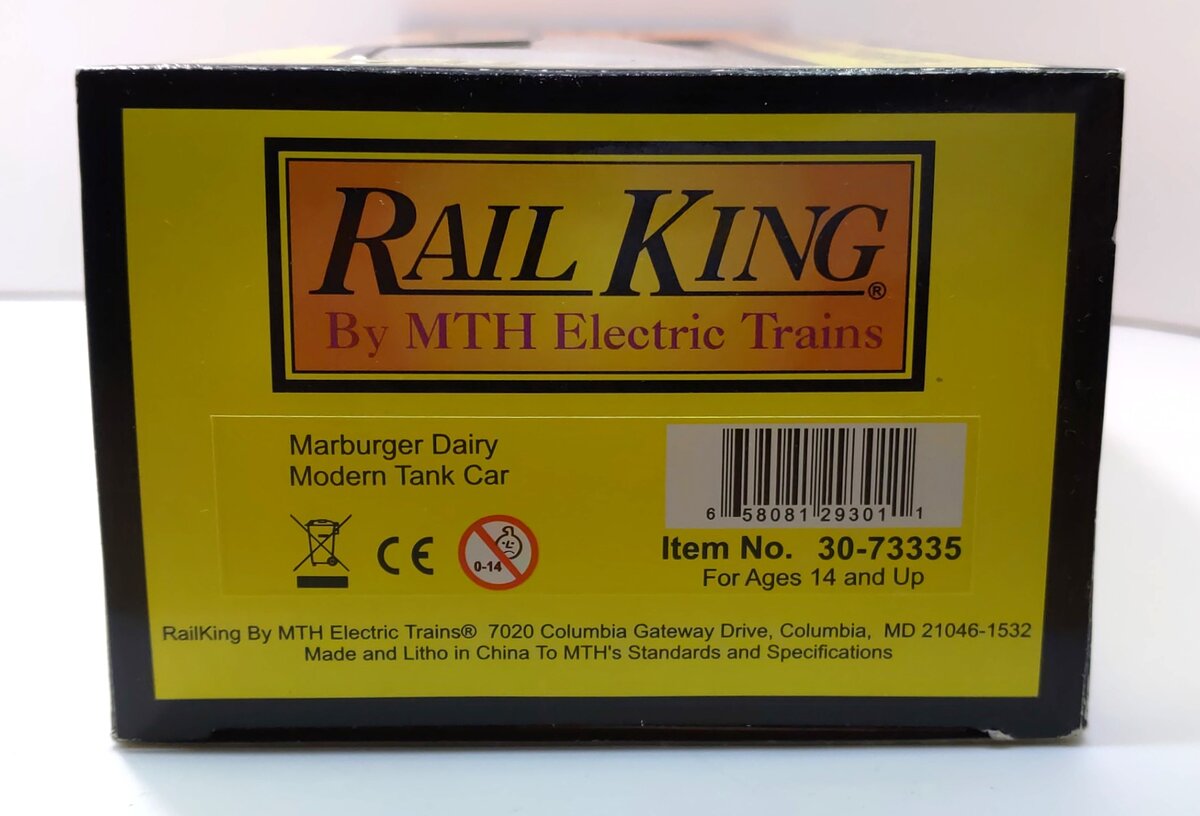 RAIL KING®
By MTH Electric Trains
Marburger Dairy
Modern Tank Car
6 58081 29301 1
0-14
CE
Item No. 30-73335
For Ages 14 and Up
RailKing By MTH Electric Trains® 7020 Columbia Gateway Drive, Columbia, MD 21046-1532
Made and Litho in China To MTH's Standards and Specifications